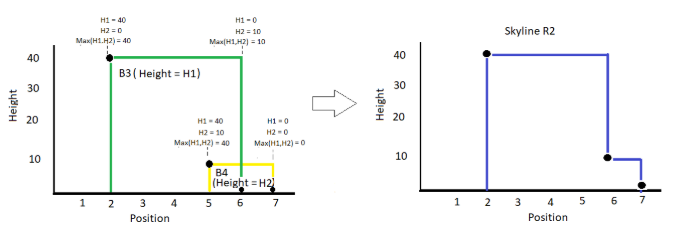 H1 = 40
H2 = 0
Max(H1.H2) = 40
H1 = 0
H2 = 10
Max(H1,H2) = 10
Skyline R2
40
30
20
10
Height
B3 ( Height = H1)
H1 = 40
H2 = 10
Max(H1,H2) = 40
H1 = 0
H2 = 0
Max(H1,H2) = 0
B4
(Height = H2)
1 2 3 4 5 6 7
Position
40
30
20
10
Height
1 2 3 4 5 6 7
Position